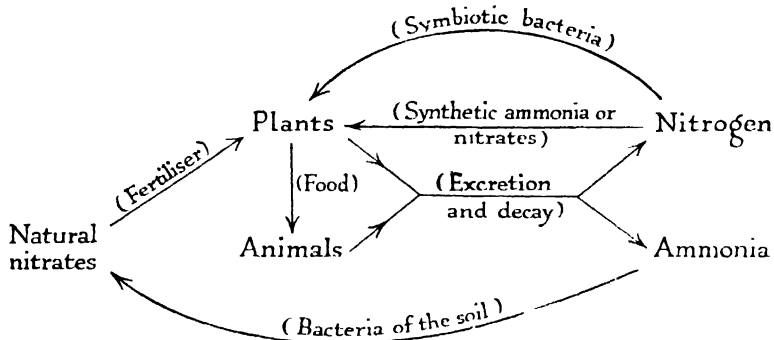 (Symbiotic bacteria)
Plants
(Synthetic ammonia or
nitrates)
Nitrogen
(Fertiliser)
(Food)
(Excretion
and decay)
Natural
nitrates
Animals
Ammonia
(Bacteria of the soil)